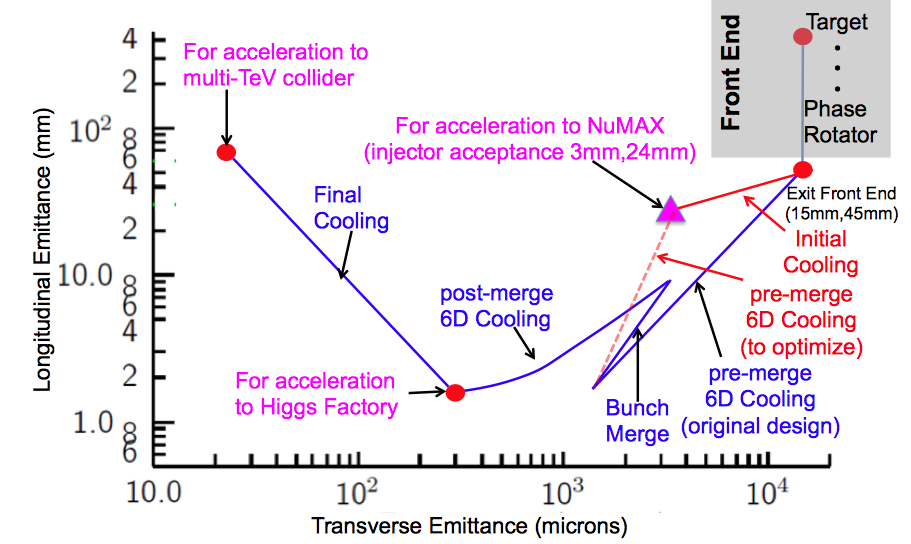 Front End
Target
Phase
Rotator
For acceleration to
multi-TeV collider
For acceleration to NuMAX
(injector acceptance 3mm,24mm)
Exit Front End
(15mm,45mm)
Initial
Cooling
Final
Cooling
post-merge
6D Cooling
pre-merge
6D Cooling
(to optimize)
For acceleration
to Higgs Factory
Bunch
Merge
pre-merge
6D Cooling
(original design)
Longitudinal Emittance (mm)
4
2
10²
8
6
4
2
10.0
8
6
4
2
1.0
8
6
10.0
10²
10³
10⁴
Transverse Emittance (microns)